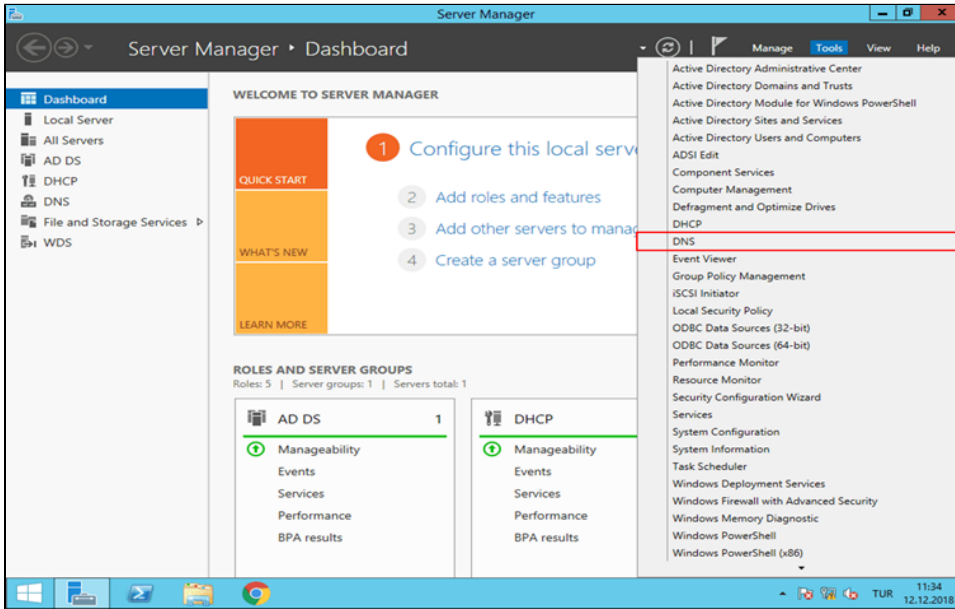 Server Manager
Server Manager ‣ Dashboard
Manage Tools View Help
Dashboard
Local Server
All Servers
AD DS
DHCP
DNS
File and Storage Services
WDS
WELCOME TO SERVER MANAGER
QUICK START
WHAT'S NEW
LEARN MORE
1 Configure this local serve
2 Add roles and features
3 Add other servers to manag
4 Create a server group
ROLES AND SERVER GROUPS
Roles: 5 | Server groups: 1 | Servers total: 1
AD DS 1
Manageability
Events
Services
Performance
BPA results
DHCP
Manageability
Events
Services
Performance
BPA results
Active Directory Administrative Center
Active Directory Domains and Trusts
Active Directory Module for Windows PowerShell
Active Directory Sites and Services
Active Directory Users and Computers
ADSI Edit
Component Services
Computer Management
Defragment and Optimize Drives
DHCP
DNS
Event Viewer
Group Policy Management
iSCSI Initiator
Local Security Policy
ODBC Data Sources (32-bit)
ODBC Data Sources (64-bit)
Performance Monitor
Resource Monitor
Security Configuration Wizard
Services
System Configuration
System Information
Task Scheduler
Windows Deployment Services
Windows Firewall with Advanced Security
Windows Memory Diagnostic
Windows PowerShell
Windows PowerShell (x86)
TUR
11:34
12.12.2018